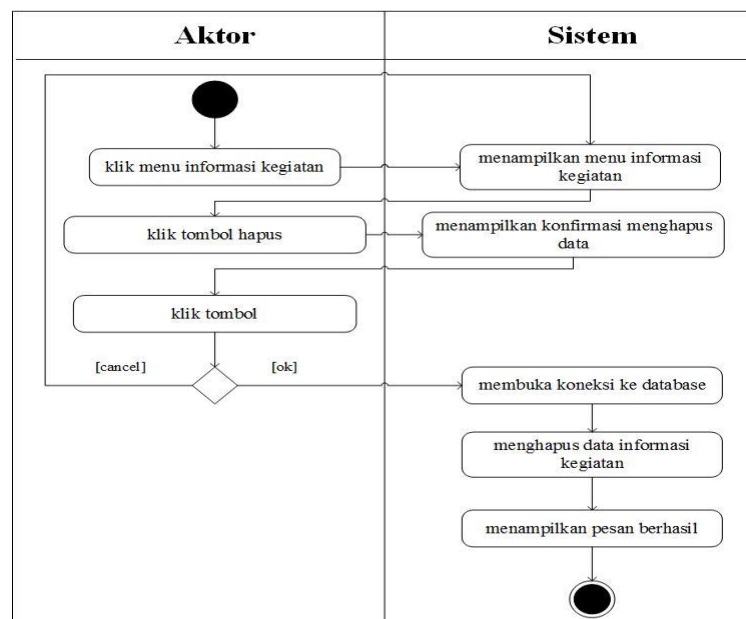 Aktor
Sistem
klik menu informasi kegiatan
menampilkan menu informasi
kegiatan
klik tombol hapus
menampilkan konfirmasi menghapus
data
klik tombol
[cancel]
[ok]
membuka koneksi ke database
menghapus data informasi
kegiatan
menampilkan pesan berhasil